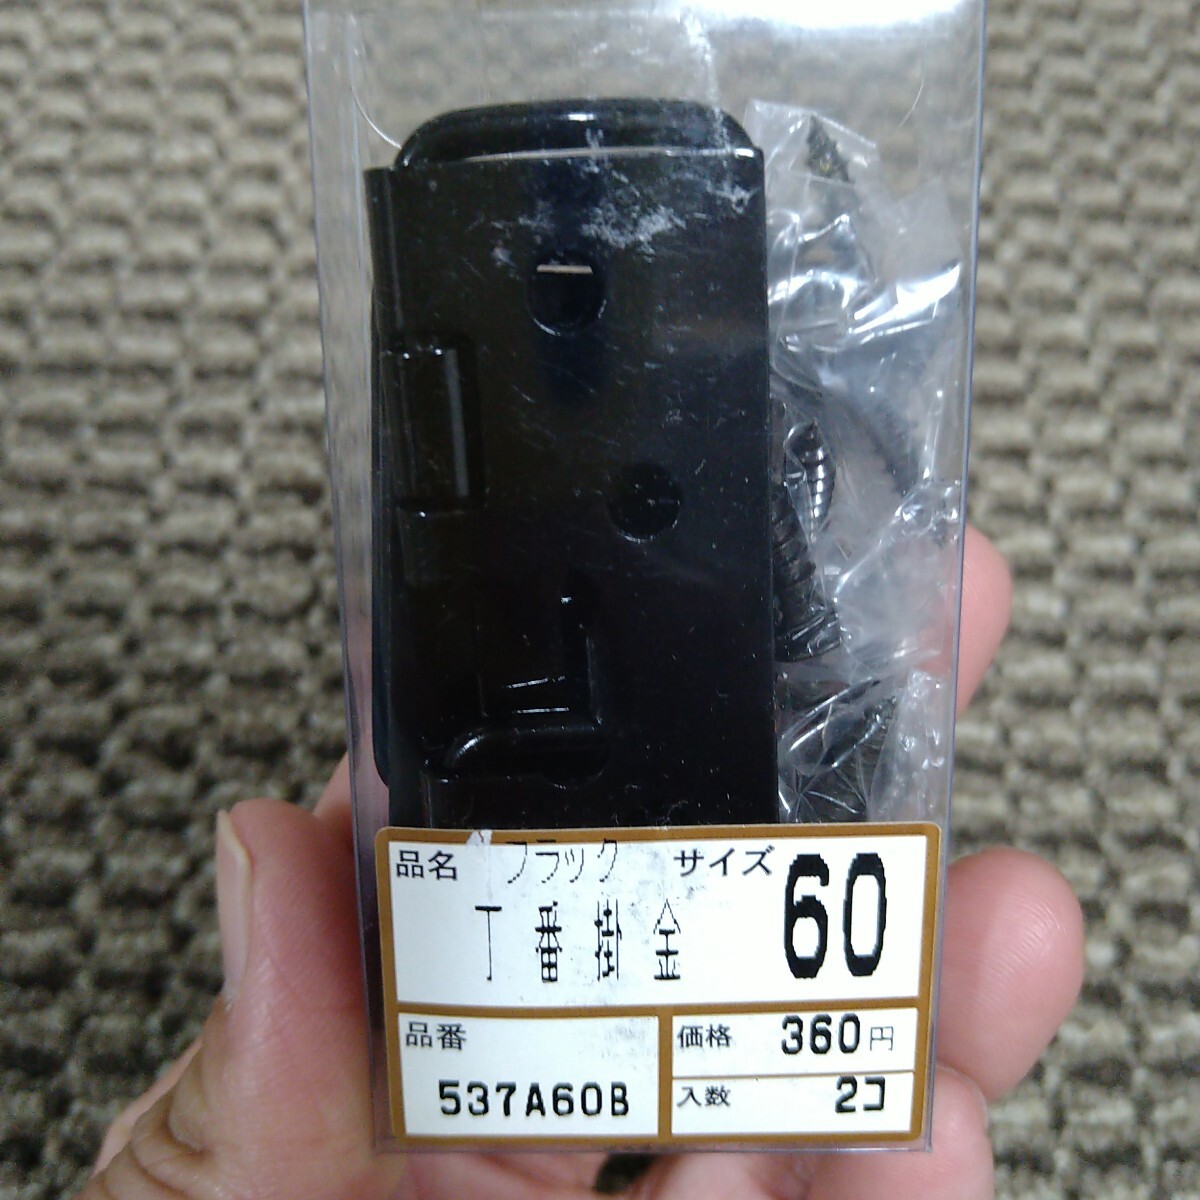 品名 ブラック サイズ 60
丁番掛金
品番
537A60B
価格 360円
入数 2コ